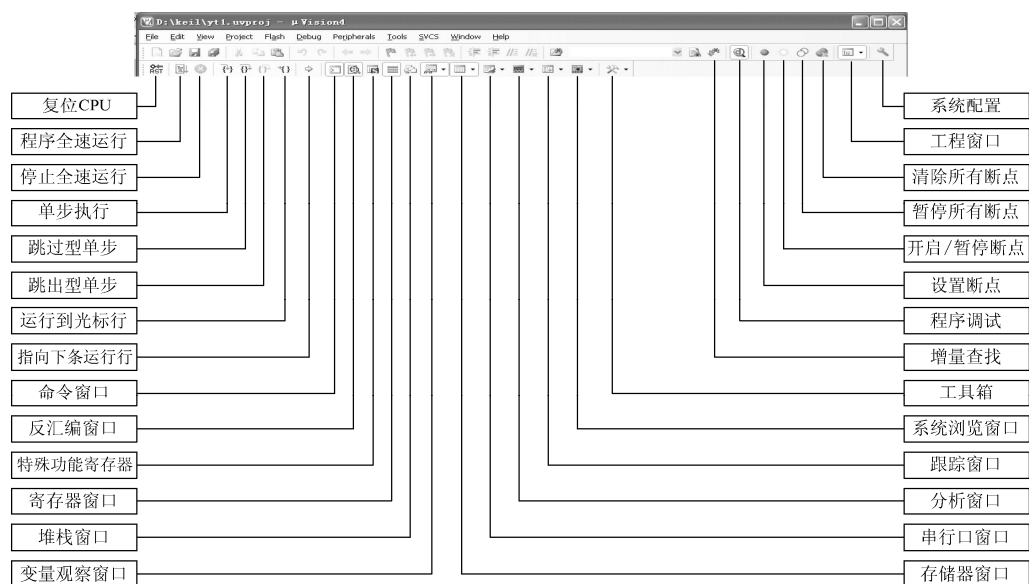 D:\keil\yt1.uvproj - µVision4
File Edit View Project Flash Debug Peripherals Tools SVCS Window Help
RST
复位CPU
程序全速运行
停止全速运行
单步执行
跳过型单步
跳出型单步
运行到光标行
指向下条运行行
命令窗口
反汇编窗口
特殊功能寄存器
寄存器窗口
堆栈窗口
变量观察窗口
系统配置
工程窗口
清除所有断点
暂停所有断点
开启/暂停断点
设置断点
程序调试
增量查找
工具箱
系统浏览窗口
跟踪窗口
分析窗口
串行口窗口
存储器窗口